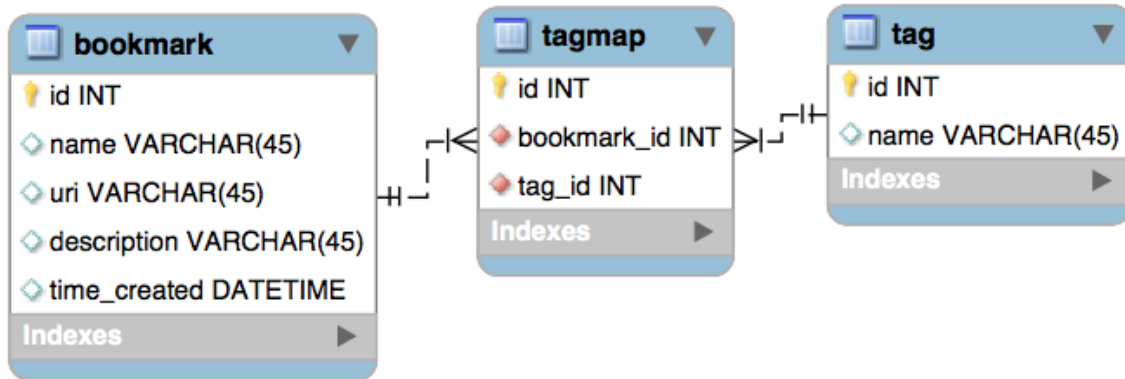 bookmark
id INT
name VARCHAR(45)
uri VARCHAR(45)
description VARCHAR(45)
time_created DATETIME
Indexes
tagmap
id INT
bookmark_id INT
tag_id INT
Indexes
tag
id INT
name VARCHAR(45)
Indexes